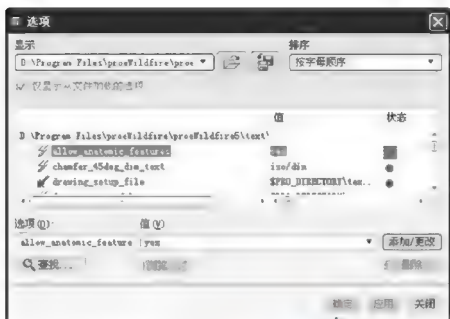 选项
显示
排序
D:\Program Files\proeWildfire\proe
按字母顺序
仅显示从文件加载的选项
值
状态
D:\Program Files\proeWildfire\proeWildfire5\text\
allow_anatomic_features
yes
chamfer_45deg_dim_text
iso/din
drawing_setup_file
$PRO_DIRECTORY\tex..
选项(O):
值(V)
allow_anatomic_feature
yes
添加/更改
查找...
删除
确定
应用
关闭